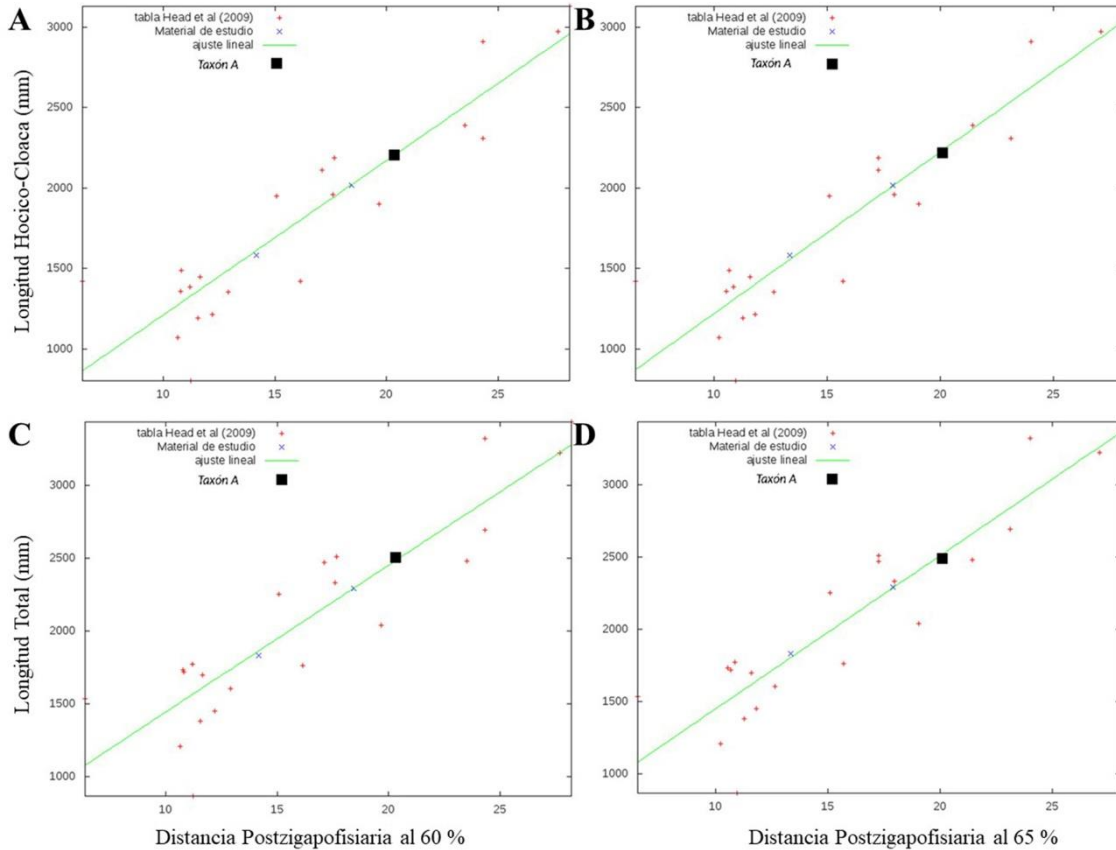 A
Longitud Hocico-Cloaca (mm)
3000
2500
2000
1500
1000
tabla Head et al (2009)
Material de estudio
ajuste lineal
Taxón A
10 15 20 25
B
3000
2500
2000
1500
1000
tabla Head et al (2009)
Material de estudio
ajuste lineal
Taxón A
10 15 20 25
C
Longitud Total (mm)
3000
2500
2000
1500
1000
tabla Head et al (2009)
Material de estudio
ajuste lineal
Taxón A
10 15 20 25
Distancia Postzigapofisiaria al 60 %
D
3000
2500
2000
1500
1000
tabla Head et al (2009)
Material de estudio
ajuste lineal
Taxón A
10 15 20 25
Distancia Postzigapofisiaria al 65 %